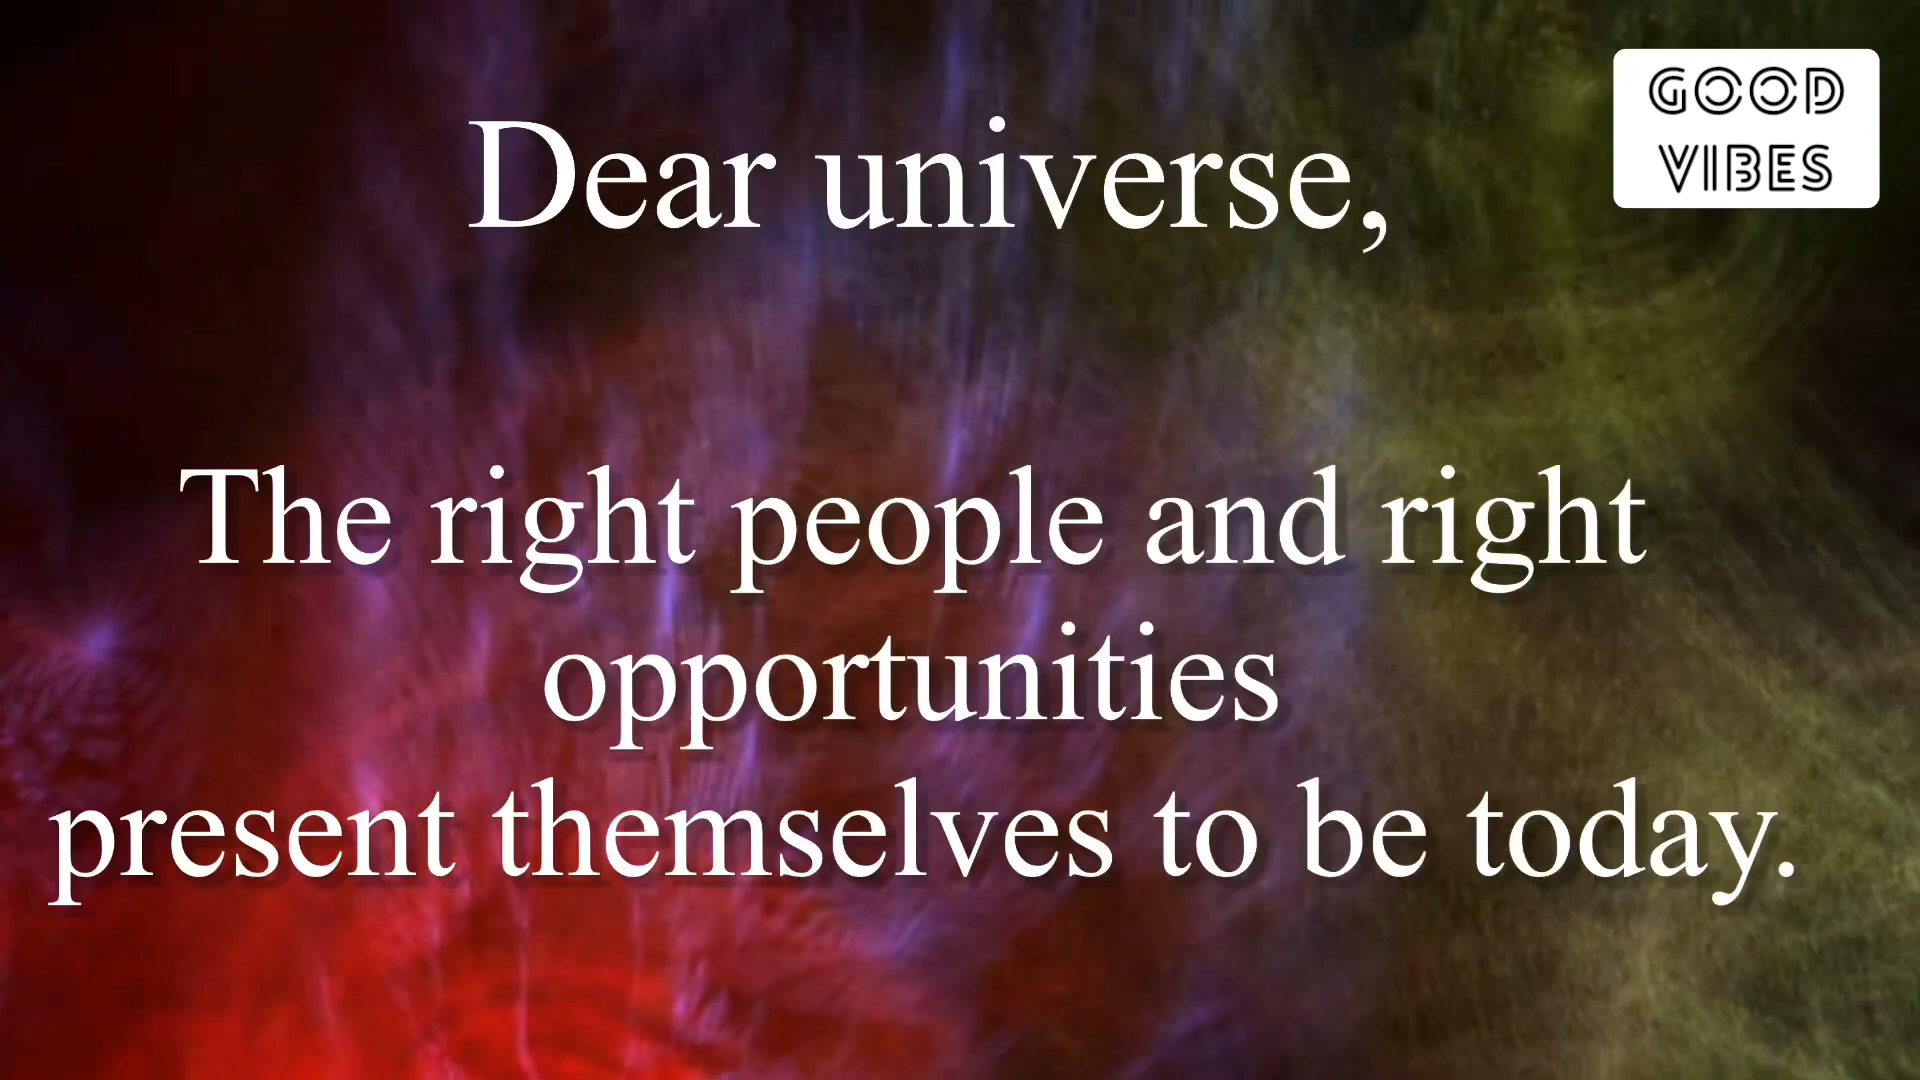 GOOD
VIBES
Dear universe,
The right people and right
opportunities
present themselves to be today.